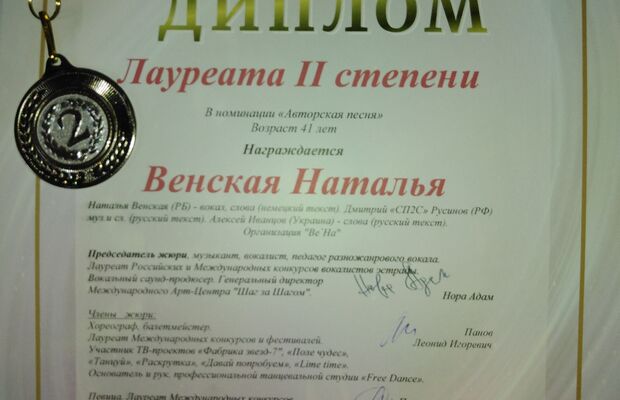 ДИПЛОМ
2
Лауреата II степени
В номинации «Авторская песня»
Возраст 41 лет
Награждается
Венская Наталья
Наталья Венская (РБ) - вокал, слова (немецкий текст). Дмитрий «СП2С» Русинов (РФ)
муз.и сл. (русский текст). Алексей Иванцов (Украина) - слова (русский текст).
Организация "Ве`На"
Председатель жюри, музыкант, вокалист, педагог разножанрового вокала.
Лауреат Российских и Международных конкурсов вокалистов эстрады.
Вокальный саунд-продюсер. Генеральный директор
Международного Арт-Центра "Шаг за Шагом".
Нора Адам
Члены жюри:
Хореограф, балетмейстер.
Панов
Лауреат Международных конкурсов и фестивалей.
Леонид Игоревич
Участник ТВ-проектов «Фабрика звезд-7", «Поле чудес»,
«Танцуй», «Раскрутка», «Давай попробуем», «Lime time».
Основатель и рук. профессиональной танцевальной студии «Free Dance».
Певица. Лауреат Международных